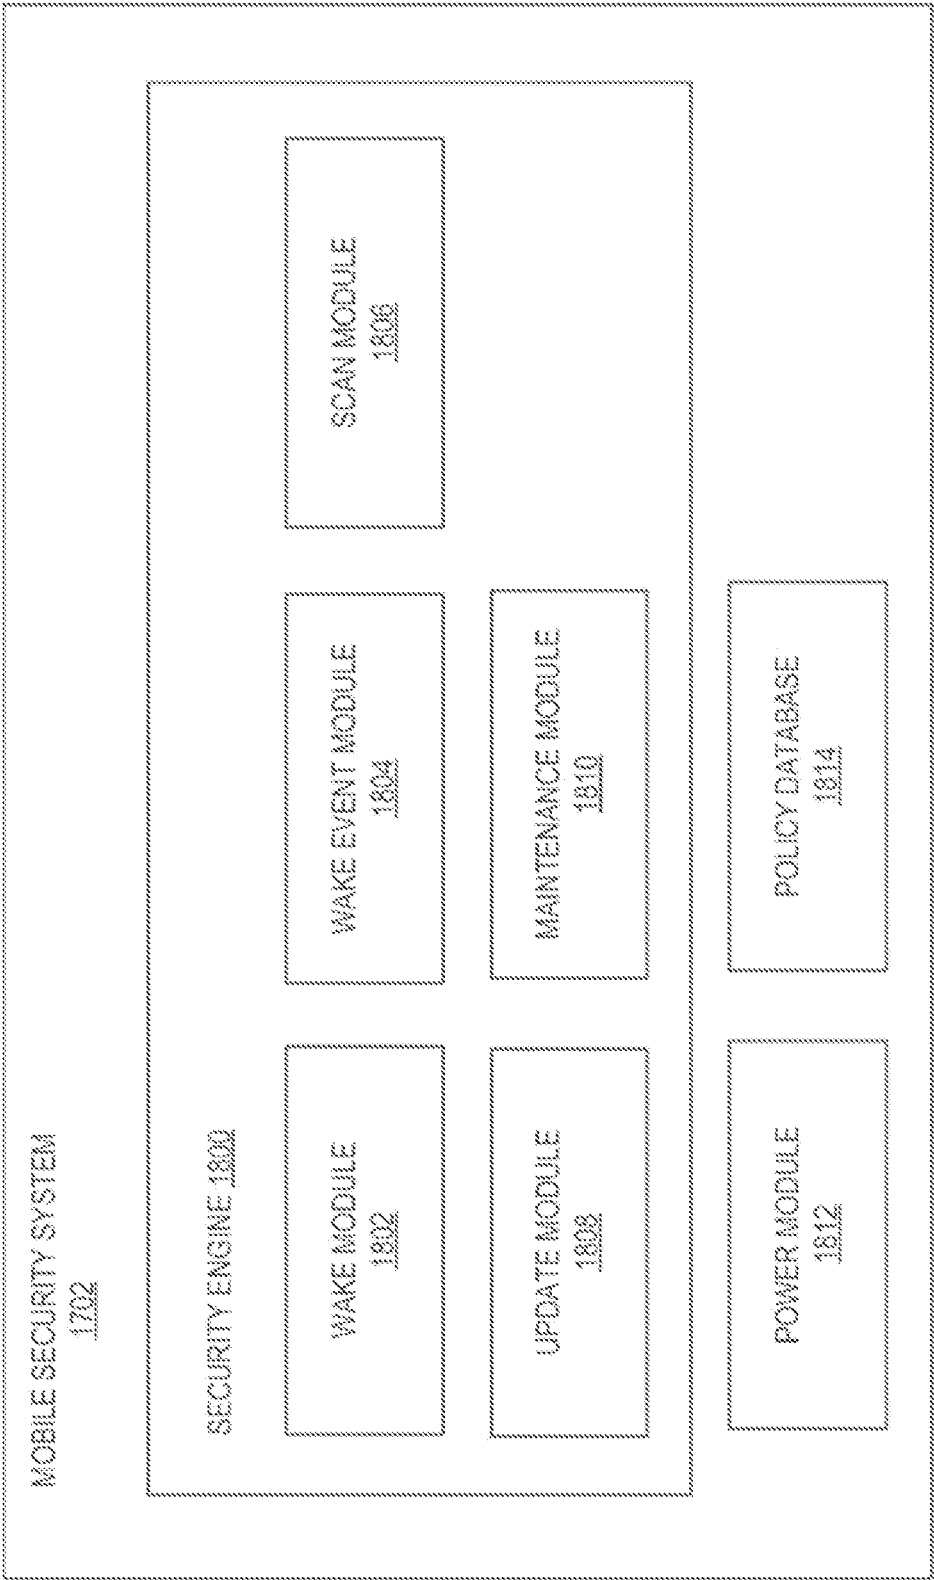 MOBILE SECURITY SYSTEM
1702
SECURITY ENGINE 1800
WAKE MODULE
1802
WAKE EVENT MODULE
1804
SCAN MODULE
1806
UPDATE MODULE
1808
MAINTENANCE MODULE
1810
POWER MODULE
1812
POLICY DATABASE
1814